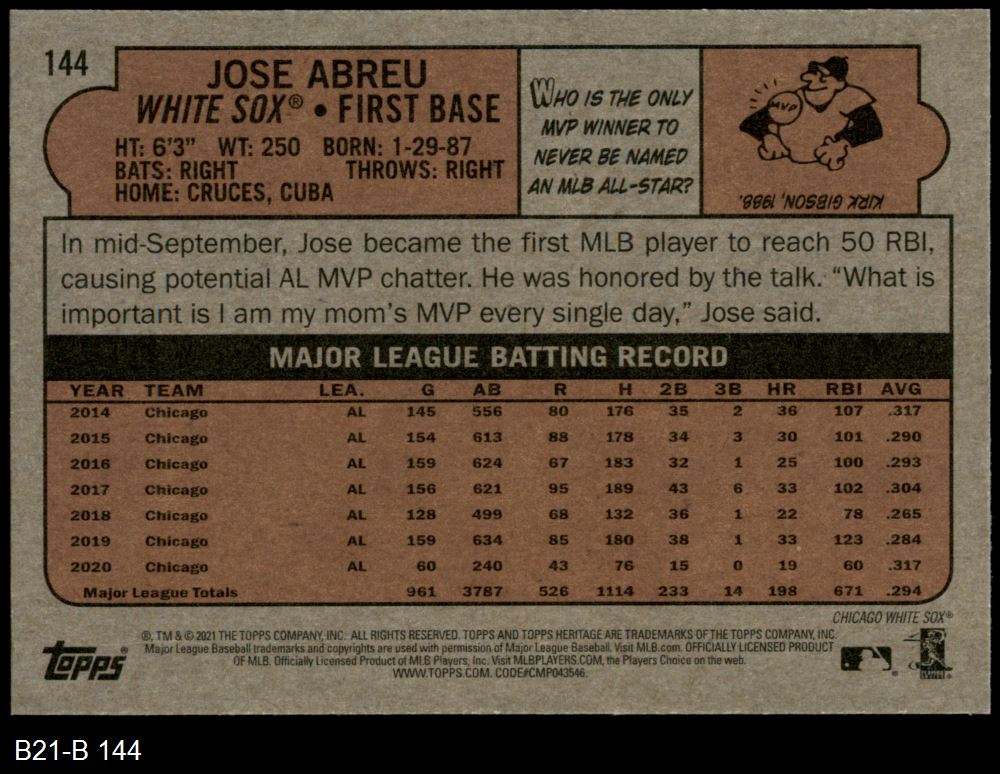 144
JOSE ABREU
WHITE SOX® • FIRST BASE
HT: 6'3" WT: 250 BORN: 1-29-87
BATS: RIGHT THROWS: RIGHT
HOME: CRUCES, CUBA
WHO IS THE ONLY
MVP WINNER TO
NEVER BE NAMED
AN MLB ALL-STAR?
MVP
KIRK GIBSON, 1988.
In mid-September, Jose became the first MLB player to reach 50 RBI,
causing potential AL MVP chatter. He was honored by the talk. "What is
important is I am my mom's MVP every single day," Jose said.
MAJOR LEAGUE BATTING RECORD
YEAR TEAM LEA. G AB R H 2B 3B HR RBI AVG
2014 Chicago AL 145 556 80 176 35 2 36 107 .317
2015 Chicago AL 154 613 88 178 34 3 30 101 .290
2016 Chicago AL 159 624 67 183 32 1 25 100 .293
2017 Chicago AL 156 621 95 189 43 6 33 102 .304
2018 Chicago AL 128 499 68 132 36 1 22 78 .265
2019 Chicago AL 159 634 85 180 38 1 33 123 .284
2020 Chicago AL 60 240 43 76 15 0 19 60 .317
Major League Totals 961 3787 526 1114 233 14 198 671 .294
CHICAGO WHITE SOX®
topps®
®, TM & © 2021 THE TOPPS COMPANY, INC. ALL RIGHTS RESERVED. TOPPS AND TOPPS HERITAGE ARE TRADEMARKS OF THE TOPPS COMPANY, INC.
Major League Baseball trademarks and copyrights are used with permission of Major League Baseball. Visit MLB.com. OFFICIALLY LICENSED PRODUCT
OF MLB. Officially Licensed Product of MLB Players, Inc. Visit MLBPLAYERS.COM, the Players Choice on the web.
WWW.TOPPS.COM. CODE#CMP043546.
B21-B 144